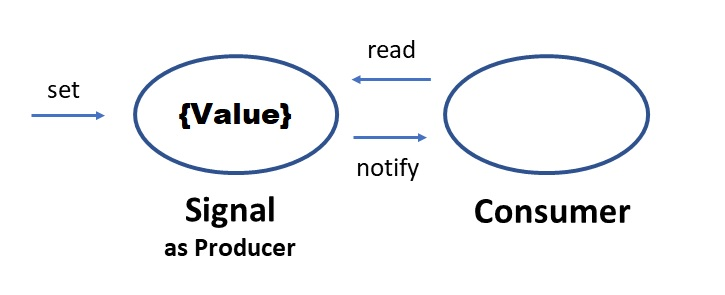 set
{Value}
read
notify
Signal
as Producer
Consumer